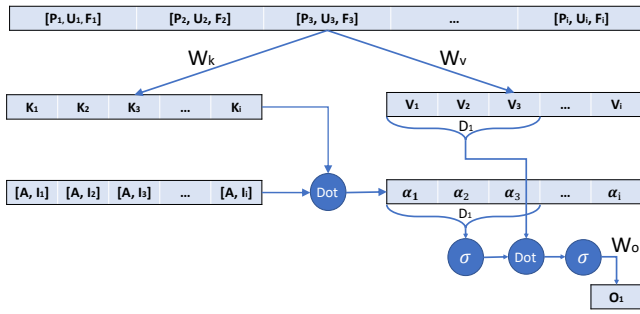 [P₁, U₁, F₁] [P₂, U₂, F₂] [P₃, U₃, F₃] ... [Pᵢ, Uᵢ, Fᵢ]
Wₖ Wᵥ
K₁ K₂ K₃ ... Kᵢ
V₁ V₂ V₃ ... Vᵢ
D₁
[A, I₁] [A, I₂] [A, I₃] ... [A, Iᵢ]
Dot
α₁ α₂ α₃ ... αᵢ
D₁
σ Dot σ
Wₒ
O₁